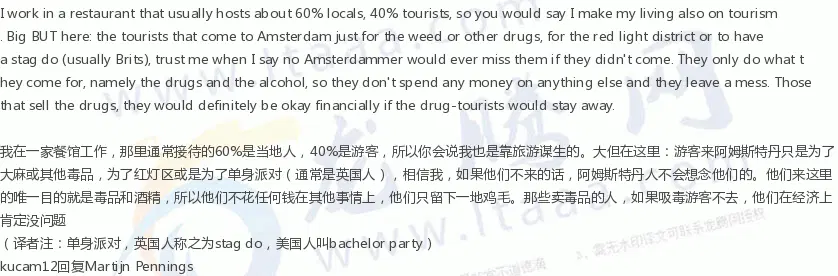 I work in a restaurant that usually hosts about 60% locals, 40% tourists, so you would say I make my living also on tourism
. Big BUT here: the tourists that come to Amsterdam just for the weed or other drugs, for the red light district or to have
a stag do (usually Brits), trust me when I say no Amsterdammer would ever miss them if they didn't come. They only do what t
hey come for, namely the drugs and the alcohol, so they don't spend any money on anything else and they leave a mess. Those
that sell the drugs, they would definitely be okay financially if the drug-tourists would stay away.
我在一家餐馆工作，那里通常接待的60%是当地人，40%是游客，所以你会说我也是靠旅游谋生的。大但在这里：游客来阿姆斯特丹只是为了
大麻或其他毒品，为了红灯区或是为了单身派对（通常是英国人），相信我，如果他们不来的话，阿姆斯特丹人不会想念他们的。他们来这里
的唯一目的就是毒品和酒精，所以他们不花任何钱在其他事情上，他们只留下一地鸡毛。那些卖毒品的人，如果吸毒游客不去，他们在经济上
肯定没问题
（译者注：单身派对，英国人称之为stag do，美国人叫bachelor party）
kucam12回复Martijn Pennings
www.ltaaa.com
龙腾网